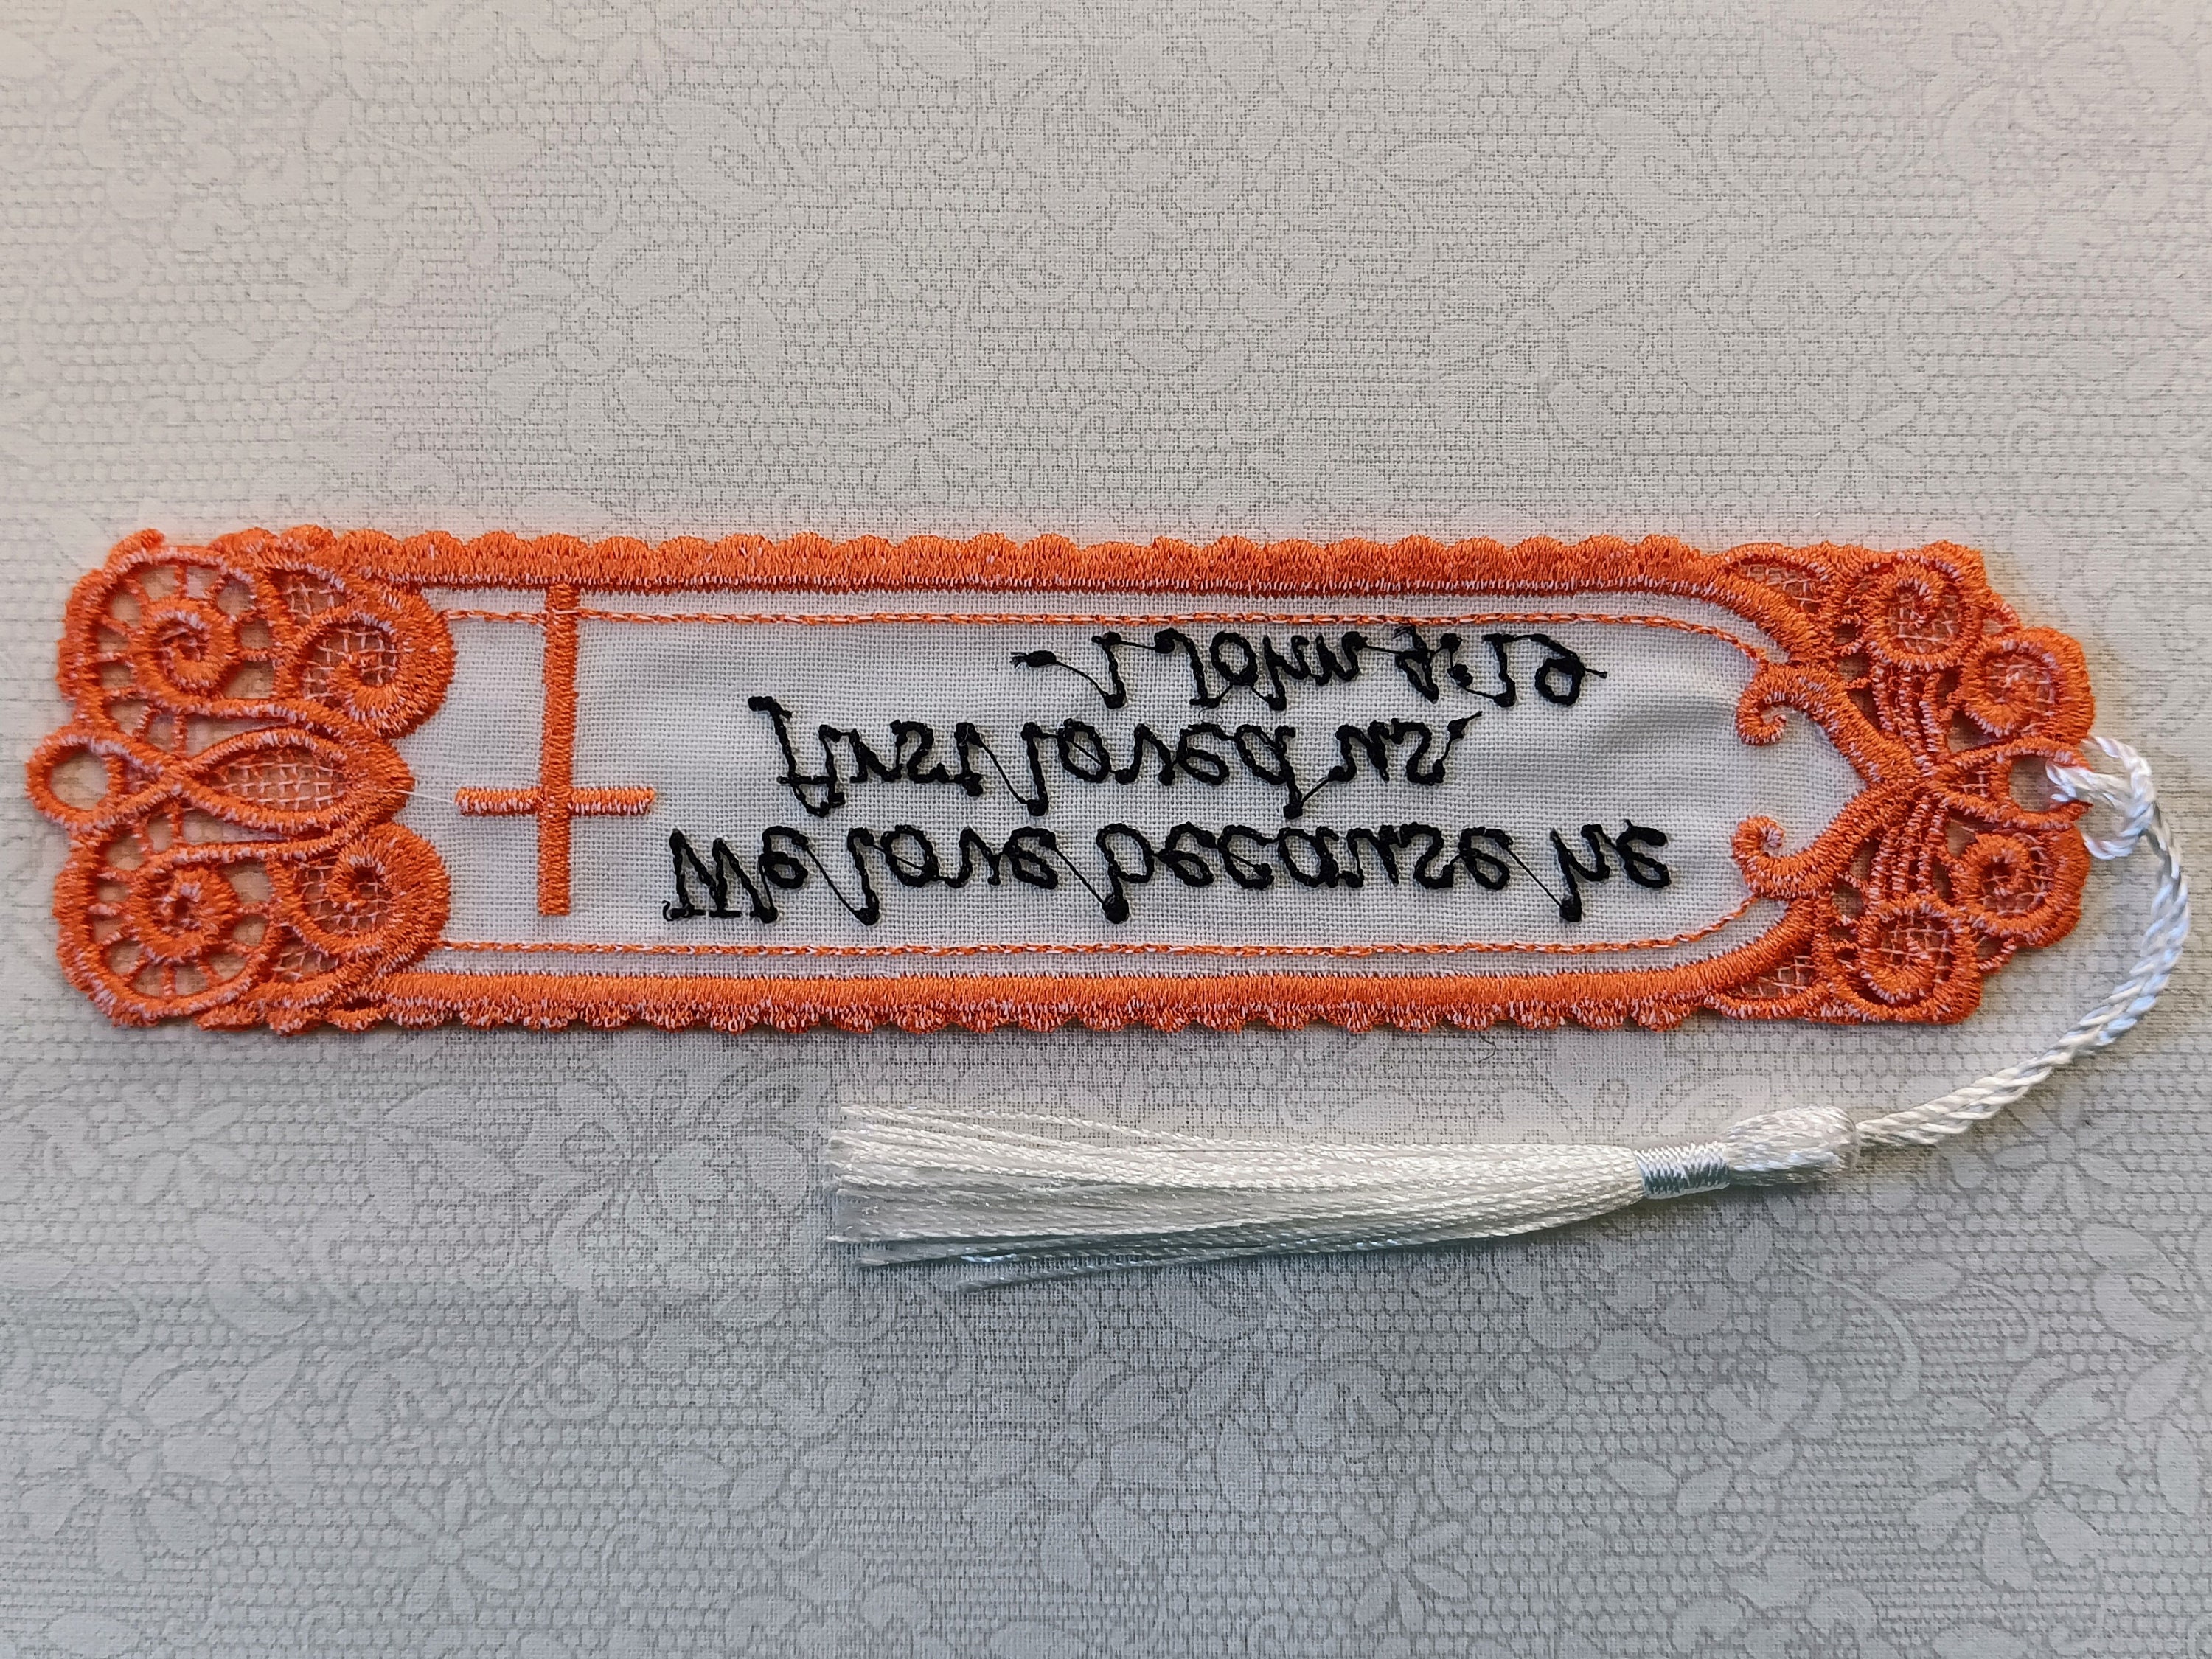 We love because he
first loved us.
- 1 John 4:19